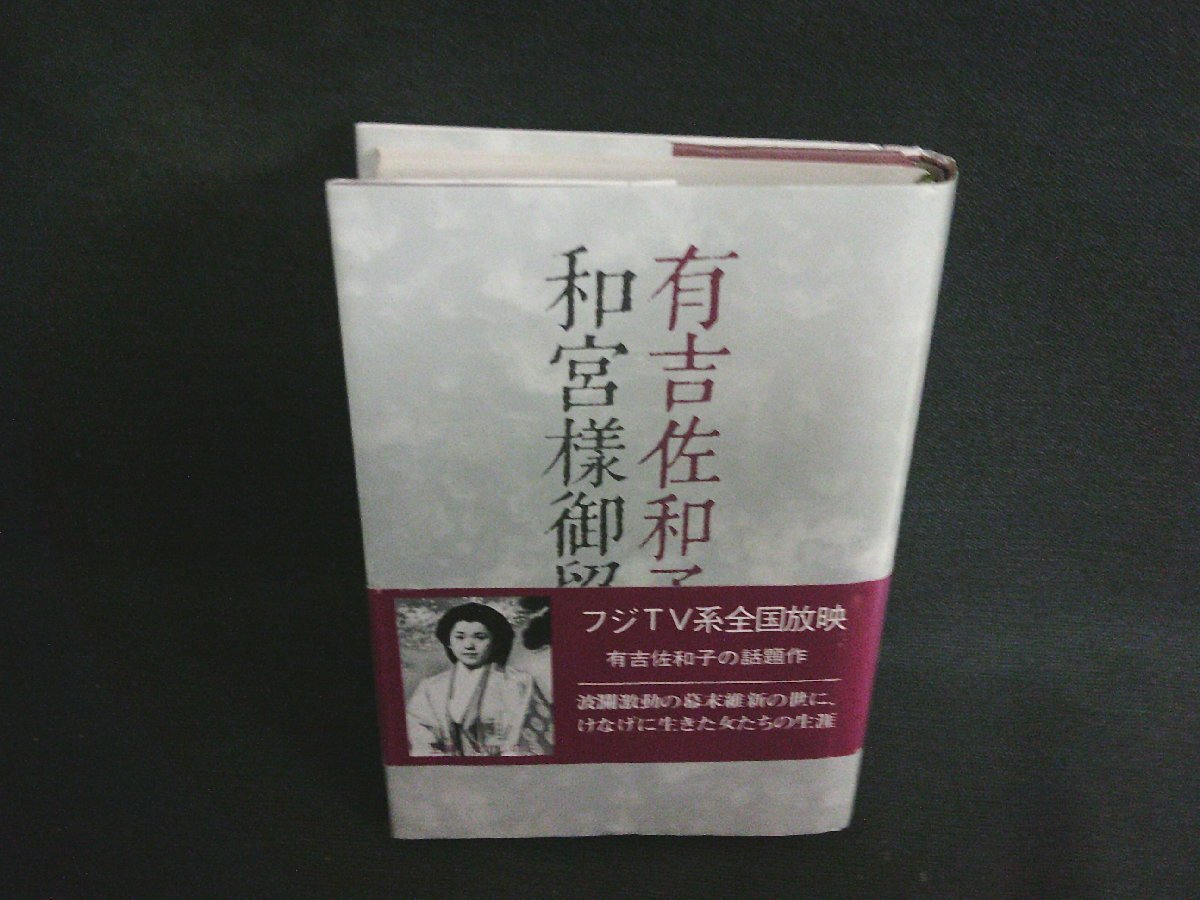 有吉佐和子
和宮様御留
フジTV系全国放映
有吉佐和子の話題作
波瀾激動の幕末維新の世に、
けなげに生きた女たちの生涯